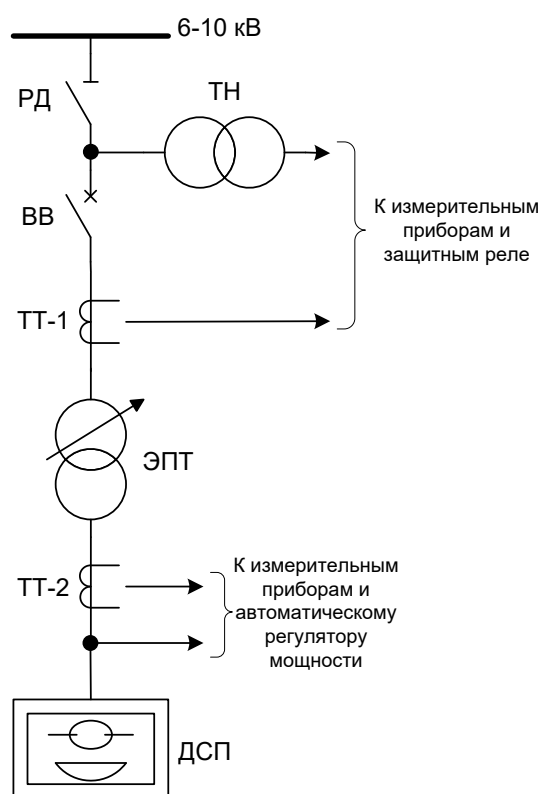 6-10 кВ
РД
ТН
ВВ
К измерительным
приборам и
защитным реле
ТТ-1
ЭПТ
ТТ-2
К измерительным
приборам и
автоматическому
регулятору
мощности
ДСП